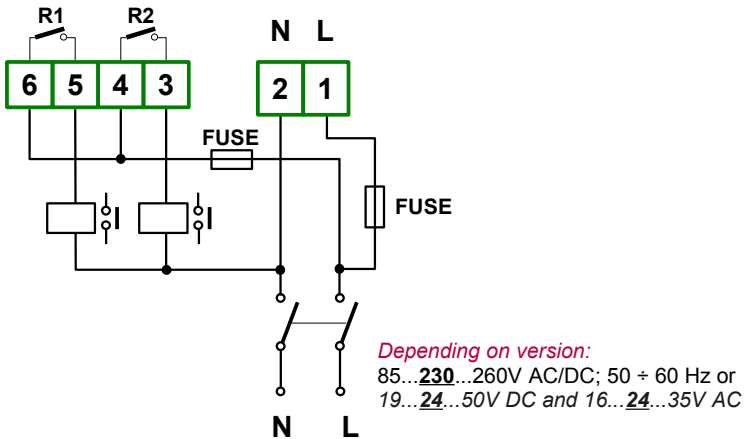 R1 R2 N L
6 5 4 3 2 1
FUSE
FUSE
Depending on version:
85...230...260V AC/DC; 50 ÷ 60 Hz or
19...24...50V DC and 16...24...35V AC
N L